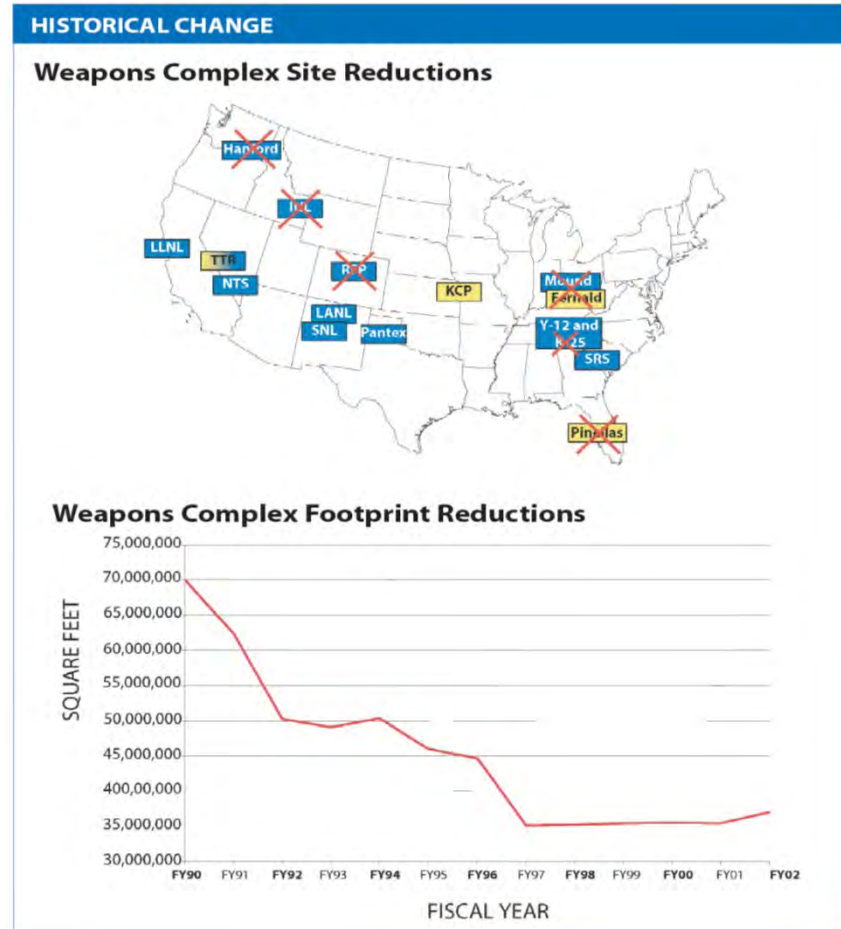 HISTORICAL CHANGE
Weapons Complex Site Reductions
Hanford
INL
LLNL
TTR
NTS
RFP
KCP
Mound
Fernald
LANL
SNL
Pantex
Y-12 and
K-25
SRS
Pinellas
Weapons Complex Footprint Reductions
75,000,000
70,000,000
65,000,000
60,000,000
55,000,000
50,000,000
45,000,000
400,00,000
35,000,000
30,000,000
SQUARE FEET
FY90 FY91 FY92 FY93 FY94 FY95 FY96 FY97 FY98 FY99 FY00 FY01 FY02
FISCAL YEAR